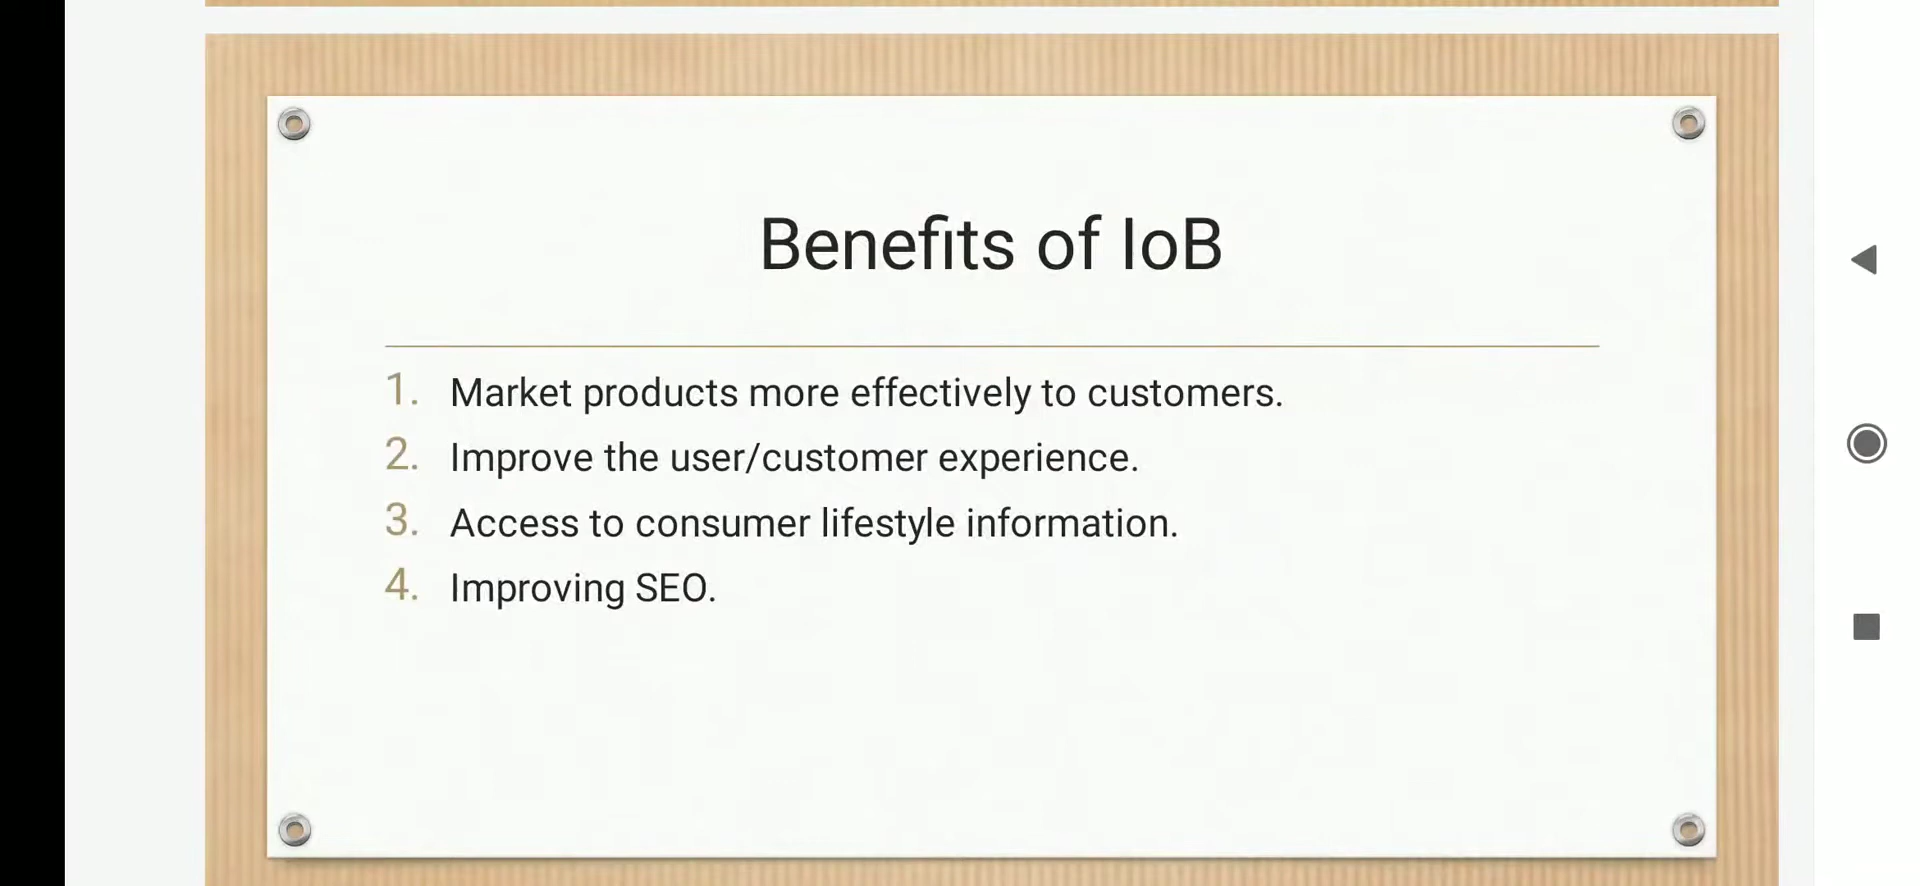 Benefits of IoB
1. Market products more effectively to customers.
2. Improve the user/customer experience.
3. Access to consumer lifestyle information.
4. Improving SEO.